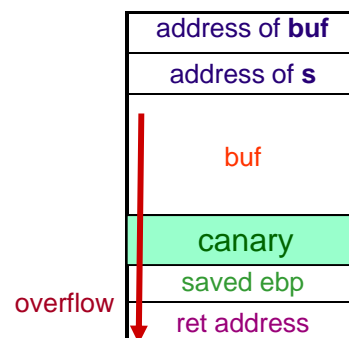 address of buf
address of s
buf
canary
saved ebp
overflow
ret address